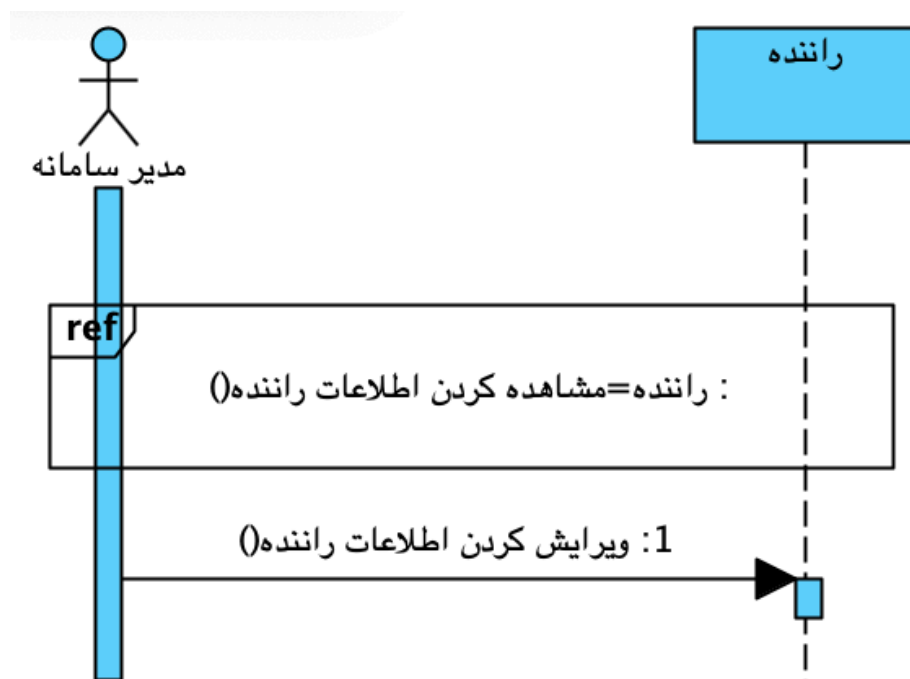 راننده
مدیر سامانه
ref
: راننده=مشاهده کردن اطلاعات راننده()
1: ویرایش کردن اطلاعات راننده()